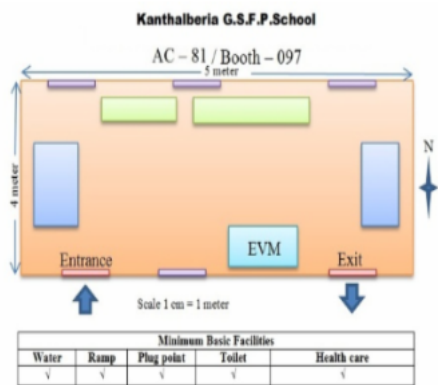 Kanthalberia G.S.F.P.School
AC – 81 / Booth – 097
5 meter
4 meter
N
EVM
Entrance
Exit
Scale 1 cm = 1 meter
Minimum Basic Facilities
Water Ramp Plug point Toilet Health care
√ √ √ √ √